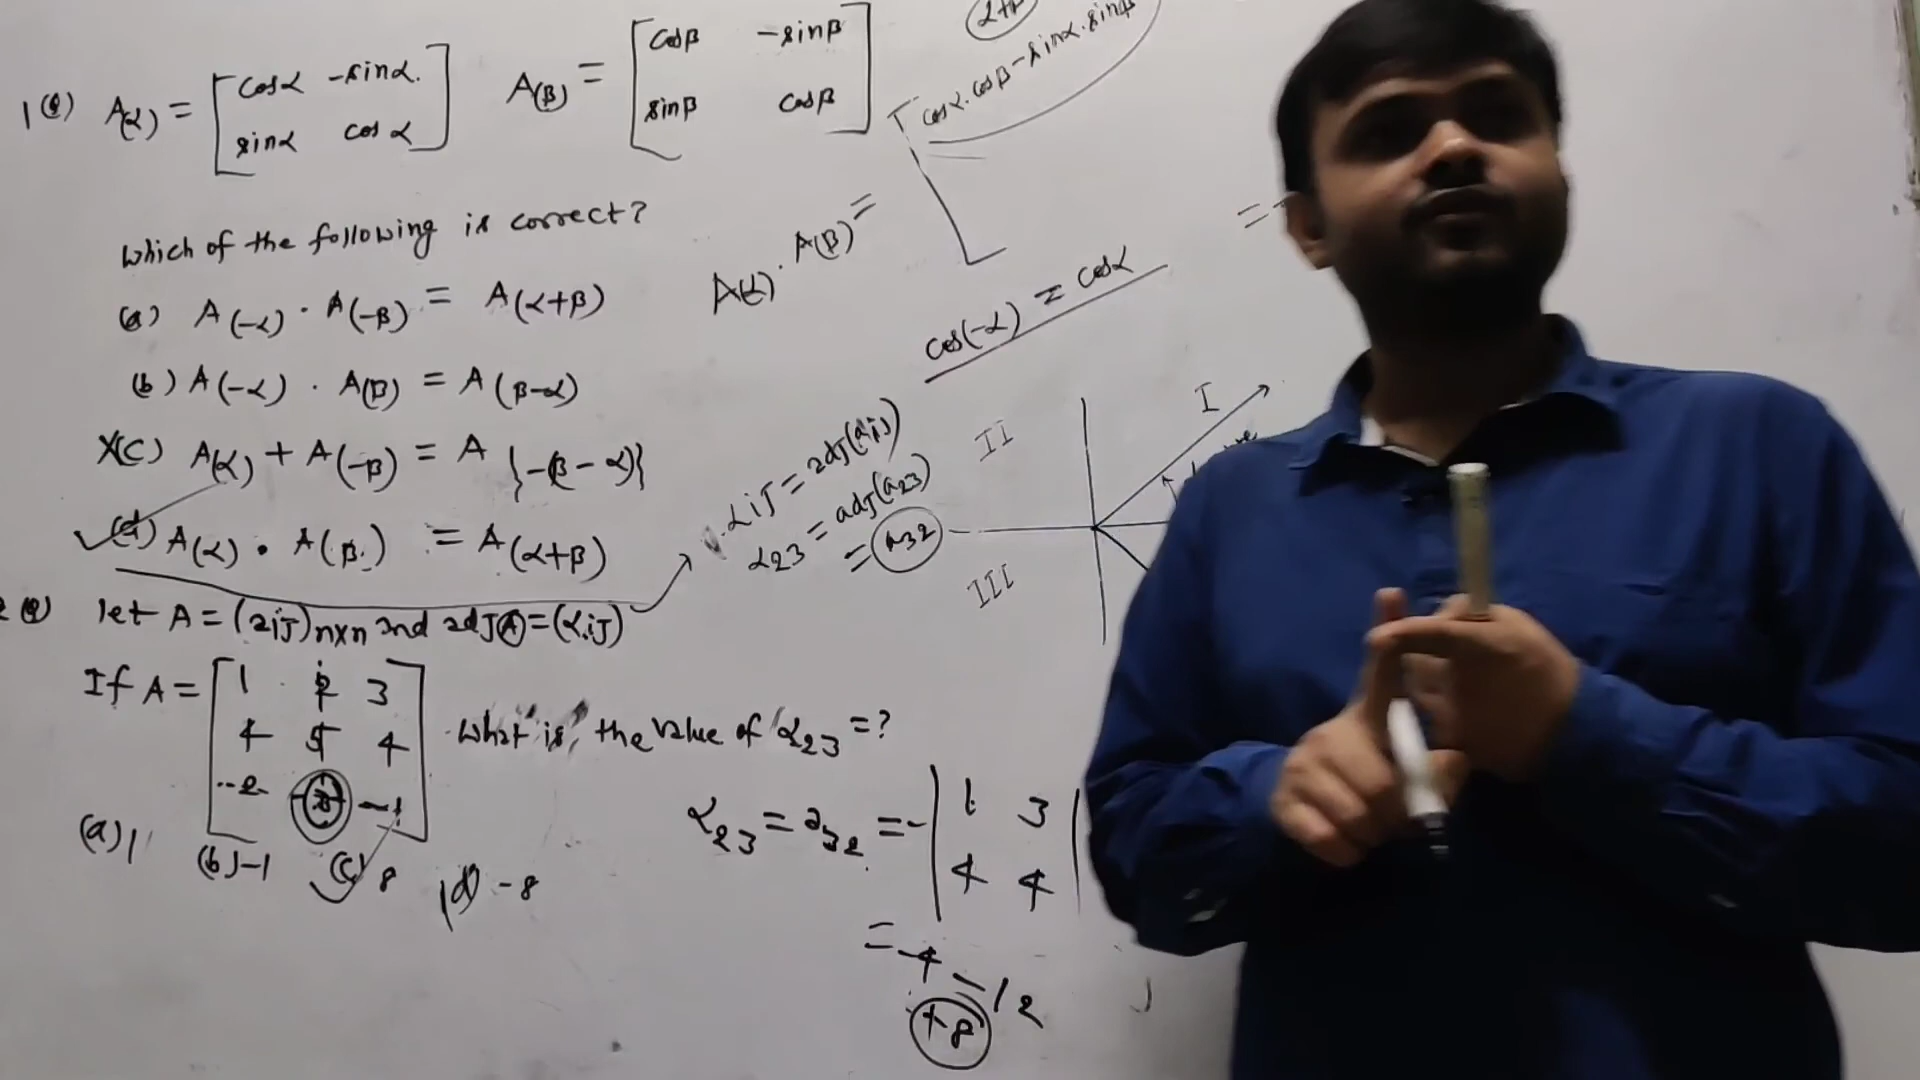 1(Q) A(α) = [cosα -sinα. sinα cosα] A(β) = [cosβ -sinβ sinβ cosβ]
cosα.cosβ-sinα.sinβ
which of the following is correct?
(a) A(-α) . A(-β) = A(α+β)
(b) A(-α) . A(β) = A(β-α)
X(C) A(α) + A(-β) = A {-(β-α)}
(d) A(α) • A(β) = A(α+β)
A(α) . A(β) =
cos(-α) = cosα
I
II
III
αij = adj(aij)
α23 = adj(a23)
= a32
2(Q) let A = (aij)nxn and adjA = (αij)
If A = [1 2 3
4 5 4
-1]
what is the value of α23 = ?
(a) 1 (b) -1 (c) 8 (d) -8
α23 = a32 = - | 1 3
4 4 |
= -4 - 12
+8